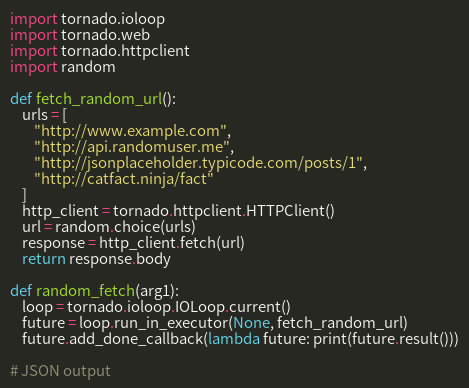 import tornado.ioloop
import tornado.web
import tornado.httpclient
import random

def fetch_random_url():
    urls = [
        "http://www.example.com",
        "http://api.randomuser.me",
        "http://jsonplaceholder.typicode.com/posts/1",
        "http://catfact.ninja/fact"
    ]
    http_client = tornado.httpclient.HTTPClient()
    url = random.choice(urls)
    response = http_client.fetch(url)
    return response.body

def random_fetch(arg1):
    loop = tornado.ioloop.IOLoop.current()
    future = loop.run_in_executor(None, fetch_random_url)
    future.add_done_callback(lambda future: print(future.result()))

# JSON output